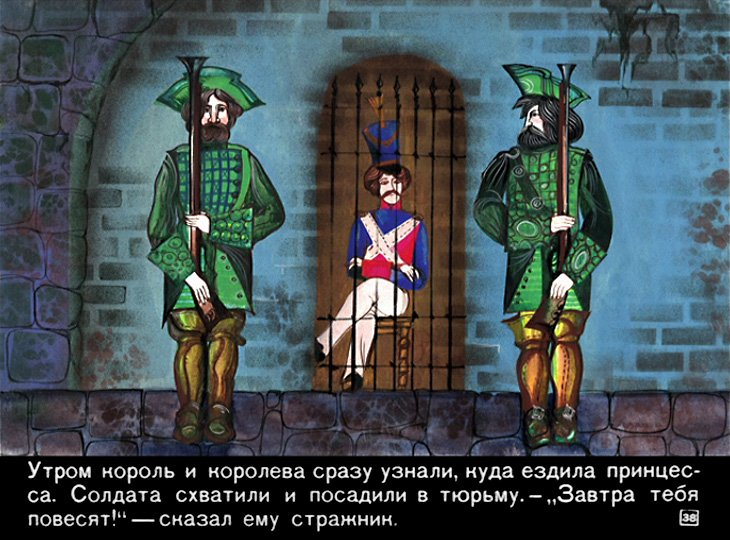 Утром король и королева сразу узнали, куда ездила принцес-
са. Солдата схватили и посадили в тюрьму. – „Завтра тебя
повесят!“ — сказал ему стражник.
38